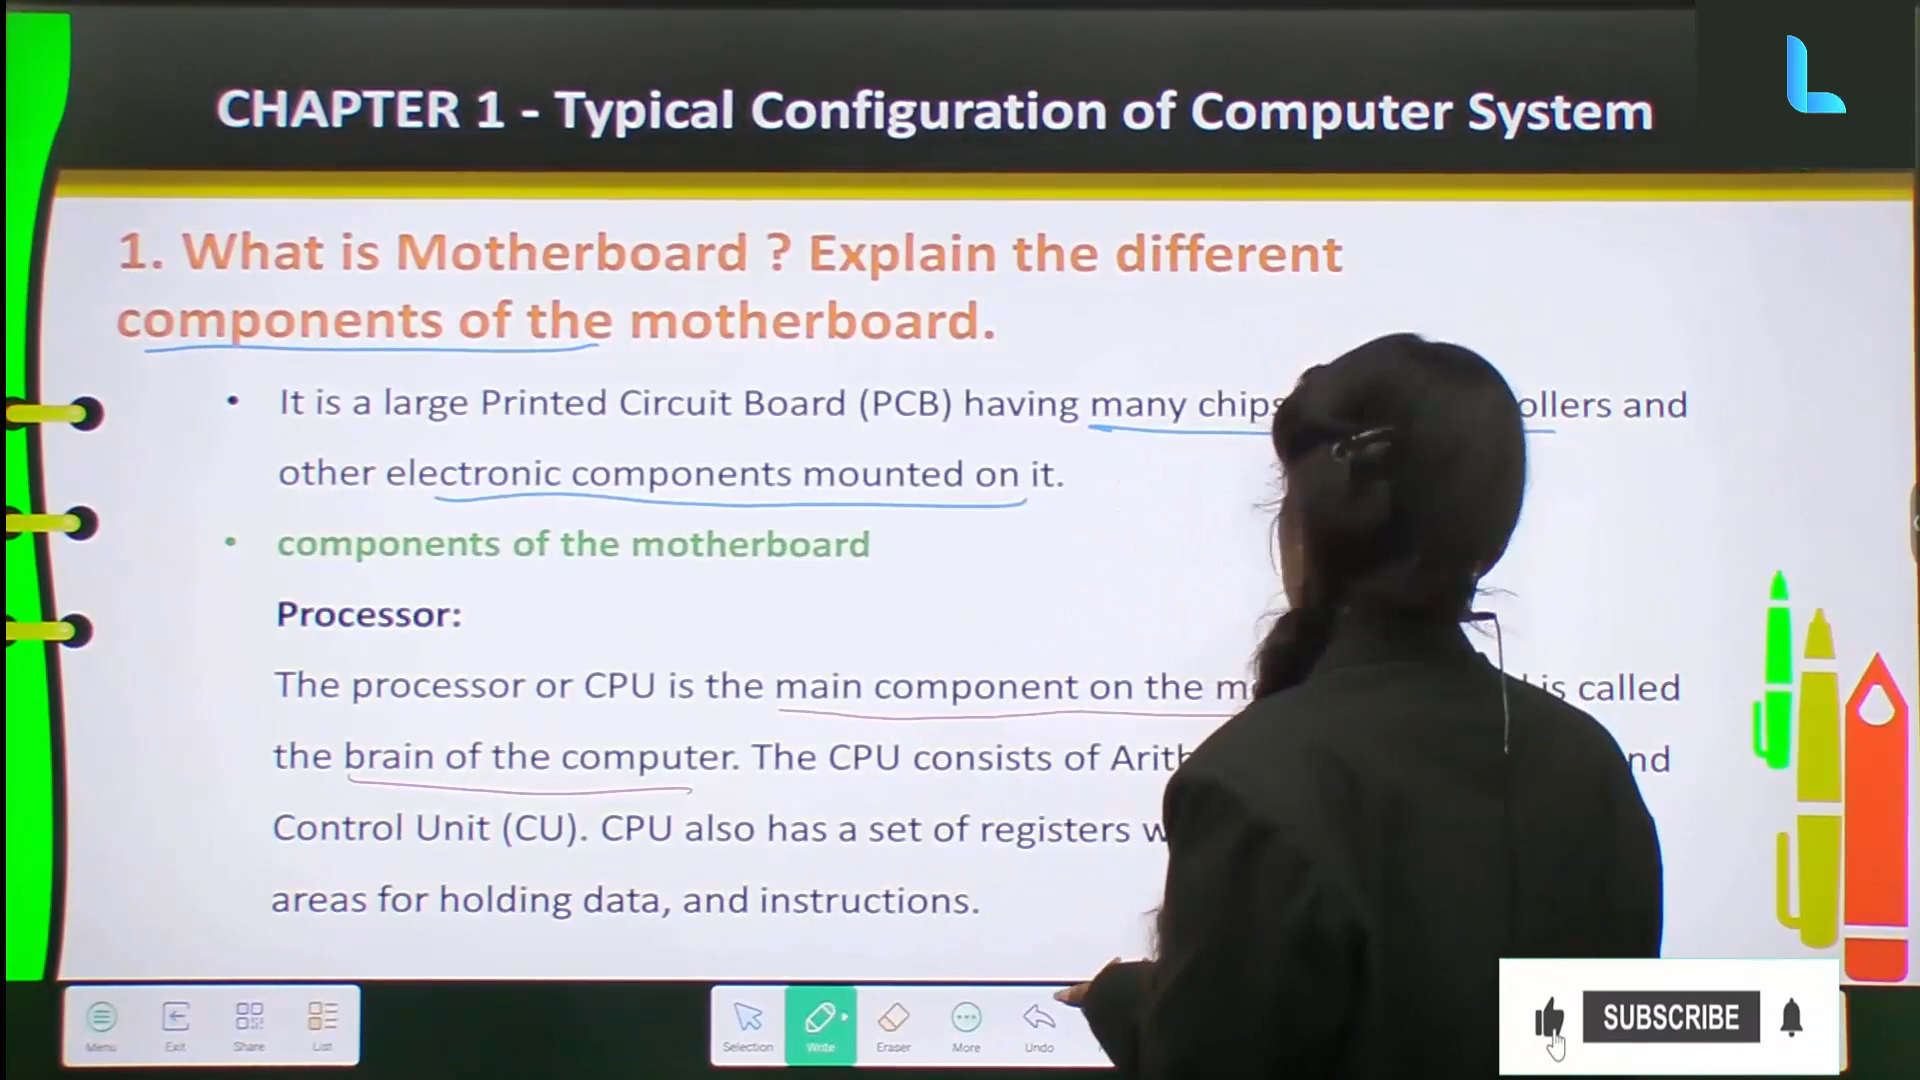 CHAPTER 1 - Typical Configuration of Computer System
1. What is Motherboard ? Explain the different
components of the motherboard.
• It is a large Printed Circuit Board (PCB) having many chips ollers and
other electronic components mounted on it.
• components of the motherboard
Processor:
The processor or CPU is the main component on the is called
the brain of the computer. The CPU consists of
Control Unit (CU). CPU also has a set of registers
areas for holding data, and instructions.
Menu Exit Share List Selection Write Eraser More Undo
SUBSCRIBE